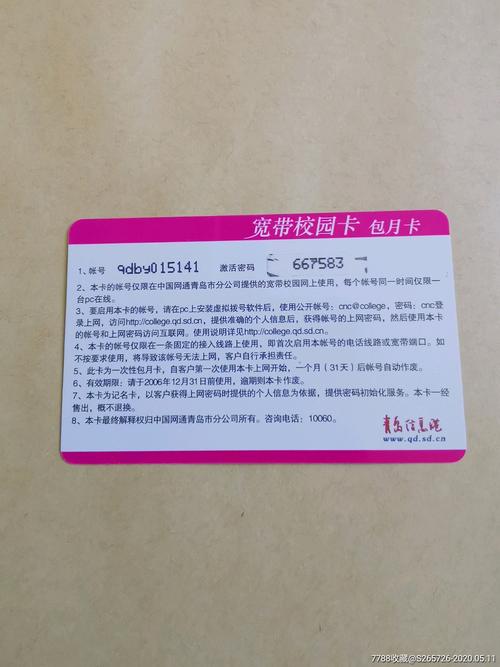 宽带校园卡 包月卡
1、帐号 qdby015141 激活密码 667583
2、本卡的帐号仅限在中国网通青岛市分公司提供的宽带校园网上使用，每个帐号同一时间仅限一
台pc在线。
3、要启用本卡的帐号，请在pc上安装虚拟拨号软件后，使用公开帐号：cnc@college，密码：cnc登
录上网，访问http://college.qd.sd.cn，提供准确的个人信息后，获得帐号的上网密码，然后使用本卡
的帐号和上网密码访问互联网。使用说明详见http://college.qd.sd.cn。
4、本卡的帐号仅限在一条固定的接入线路上使用，即首次启用本帐号的电话线路或宽带端口。如
不按要求使用，将导致该帐号无法上网，客户自行承担责任。
5、此卡为一次性包月卡，自客户第一次使用本卡上网开始，一个月（31天）后帐号自动作废。
6、有效期限：请于2006年12月31日前使用，逾期则本卡作废。
7、本卡为记名卡，以客户获得上网密码时提供的个人信息为依据，提供密码初始化服务。本卡一经
售出，概不退换。
8、本卡最终解释权归中国网通青岛市分公司所有。咨询电话：10060。
青岛信息港
www.qd.sd.cn
7788收藏@S265726-2020.05.11